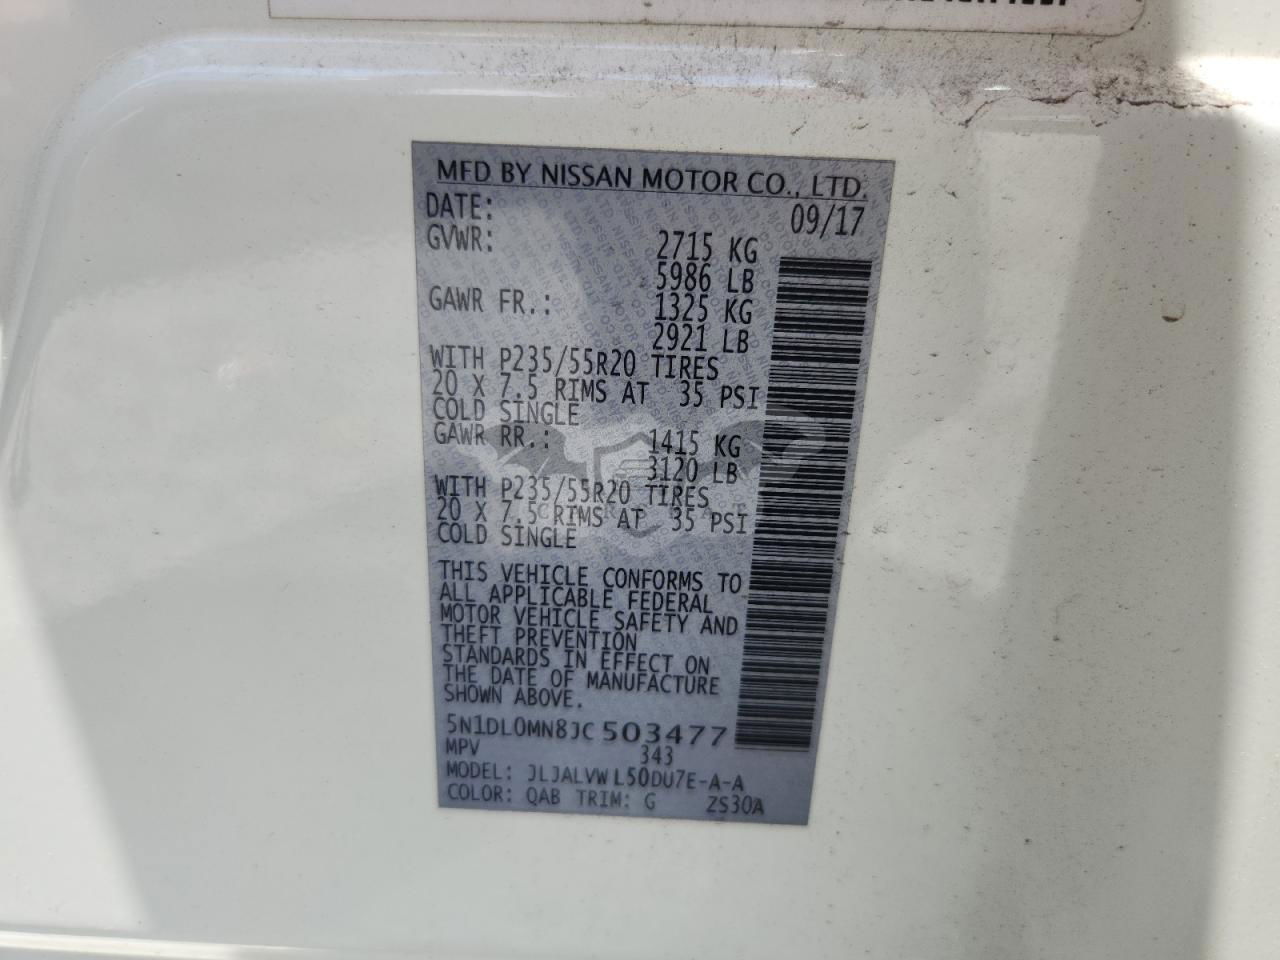 MFD BY NISSAN MOTOR CO., LTD.
DATE: 09/17
GVWR: 2715 KG
5986 LB
GAWR FR.: 1325 KG
2921 LB
WITH P235/55R20 TIRES
20 X 7.5 RIMS AT 35 PSI
COLD SINGLE
GAWR RR.: 1415 KG
3120 LB
WITH P235/55R20 TIRES
20 X 7.5 RIMS AT 35 PSI
COLD SINGLE
THIS VEHICLE CONFORMS TO
ALL APPLICABLE FEDERAL
MOTOR VEHICLE SAFETY AND
THEFT PREVENTION
STANDARDS IN EFFECT ON
THE DATE OF MANUFACTURE
SHOWN ABOVE.
5N1DL0MN8JC503477
MPV 343
MODEL: JLJALVWL50DU7E-A-A
COLOR: QAB TRIM: G ZS30A